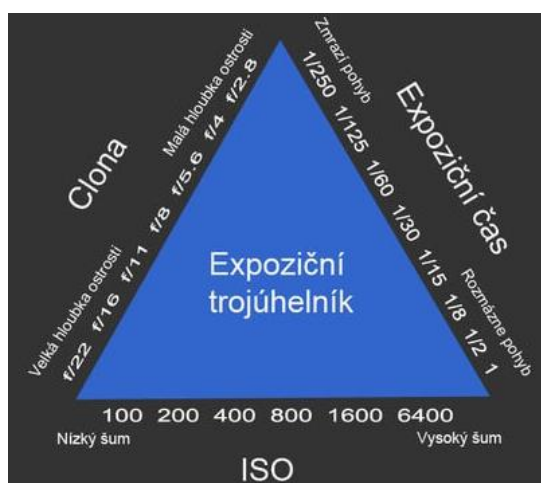 Clona
Malá hloubka ostrosti
Velká hloubka ostrosti
f/22 f/16 f/11 f/8 f/5.6 f/4 f/2.8
Zmrazí pohyb
Expoziční čas
1/250 1/125 1/60 1/30 1/15 1/8 1/2 1
Rozmázne pohyb
Expoziční
trojúhelník
100 200 400 800 1600 6400
Nízký šum
Vysoký šum
ISO